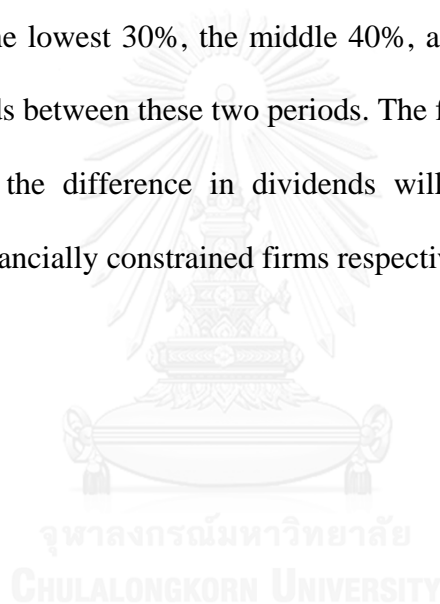 he lowest 30%, the middle 40%, a
ds between these two periods. The f
the difference in dividends will
ancially constrained firms respectiv
จุฬาลงกรณ์มหาวิทยาลัย
CHULALONGKORN UNIVERSITY